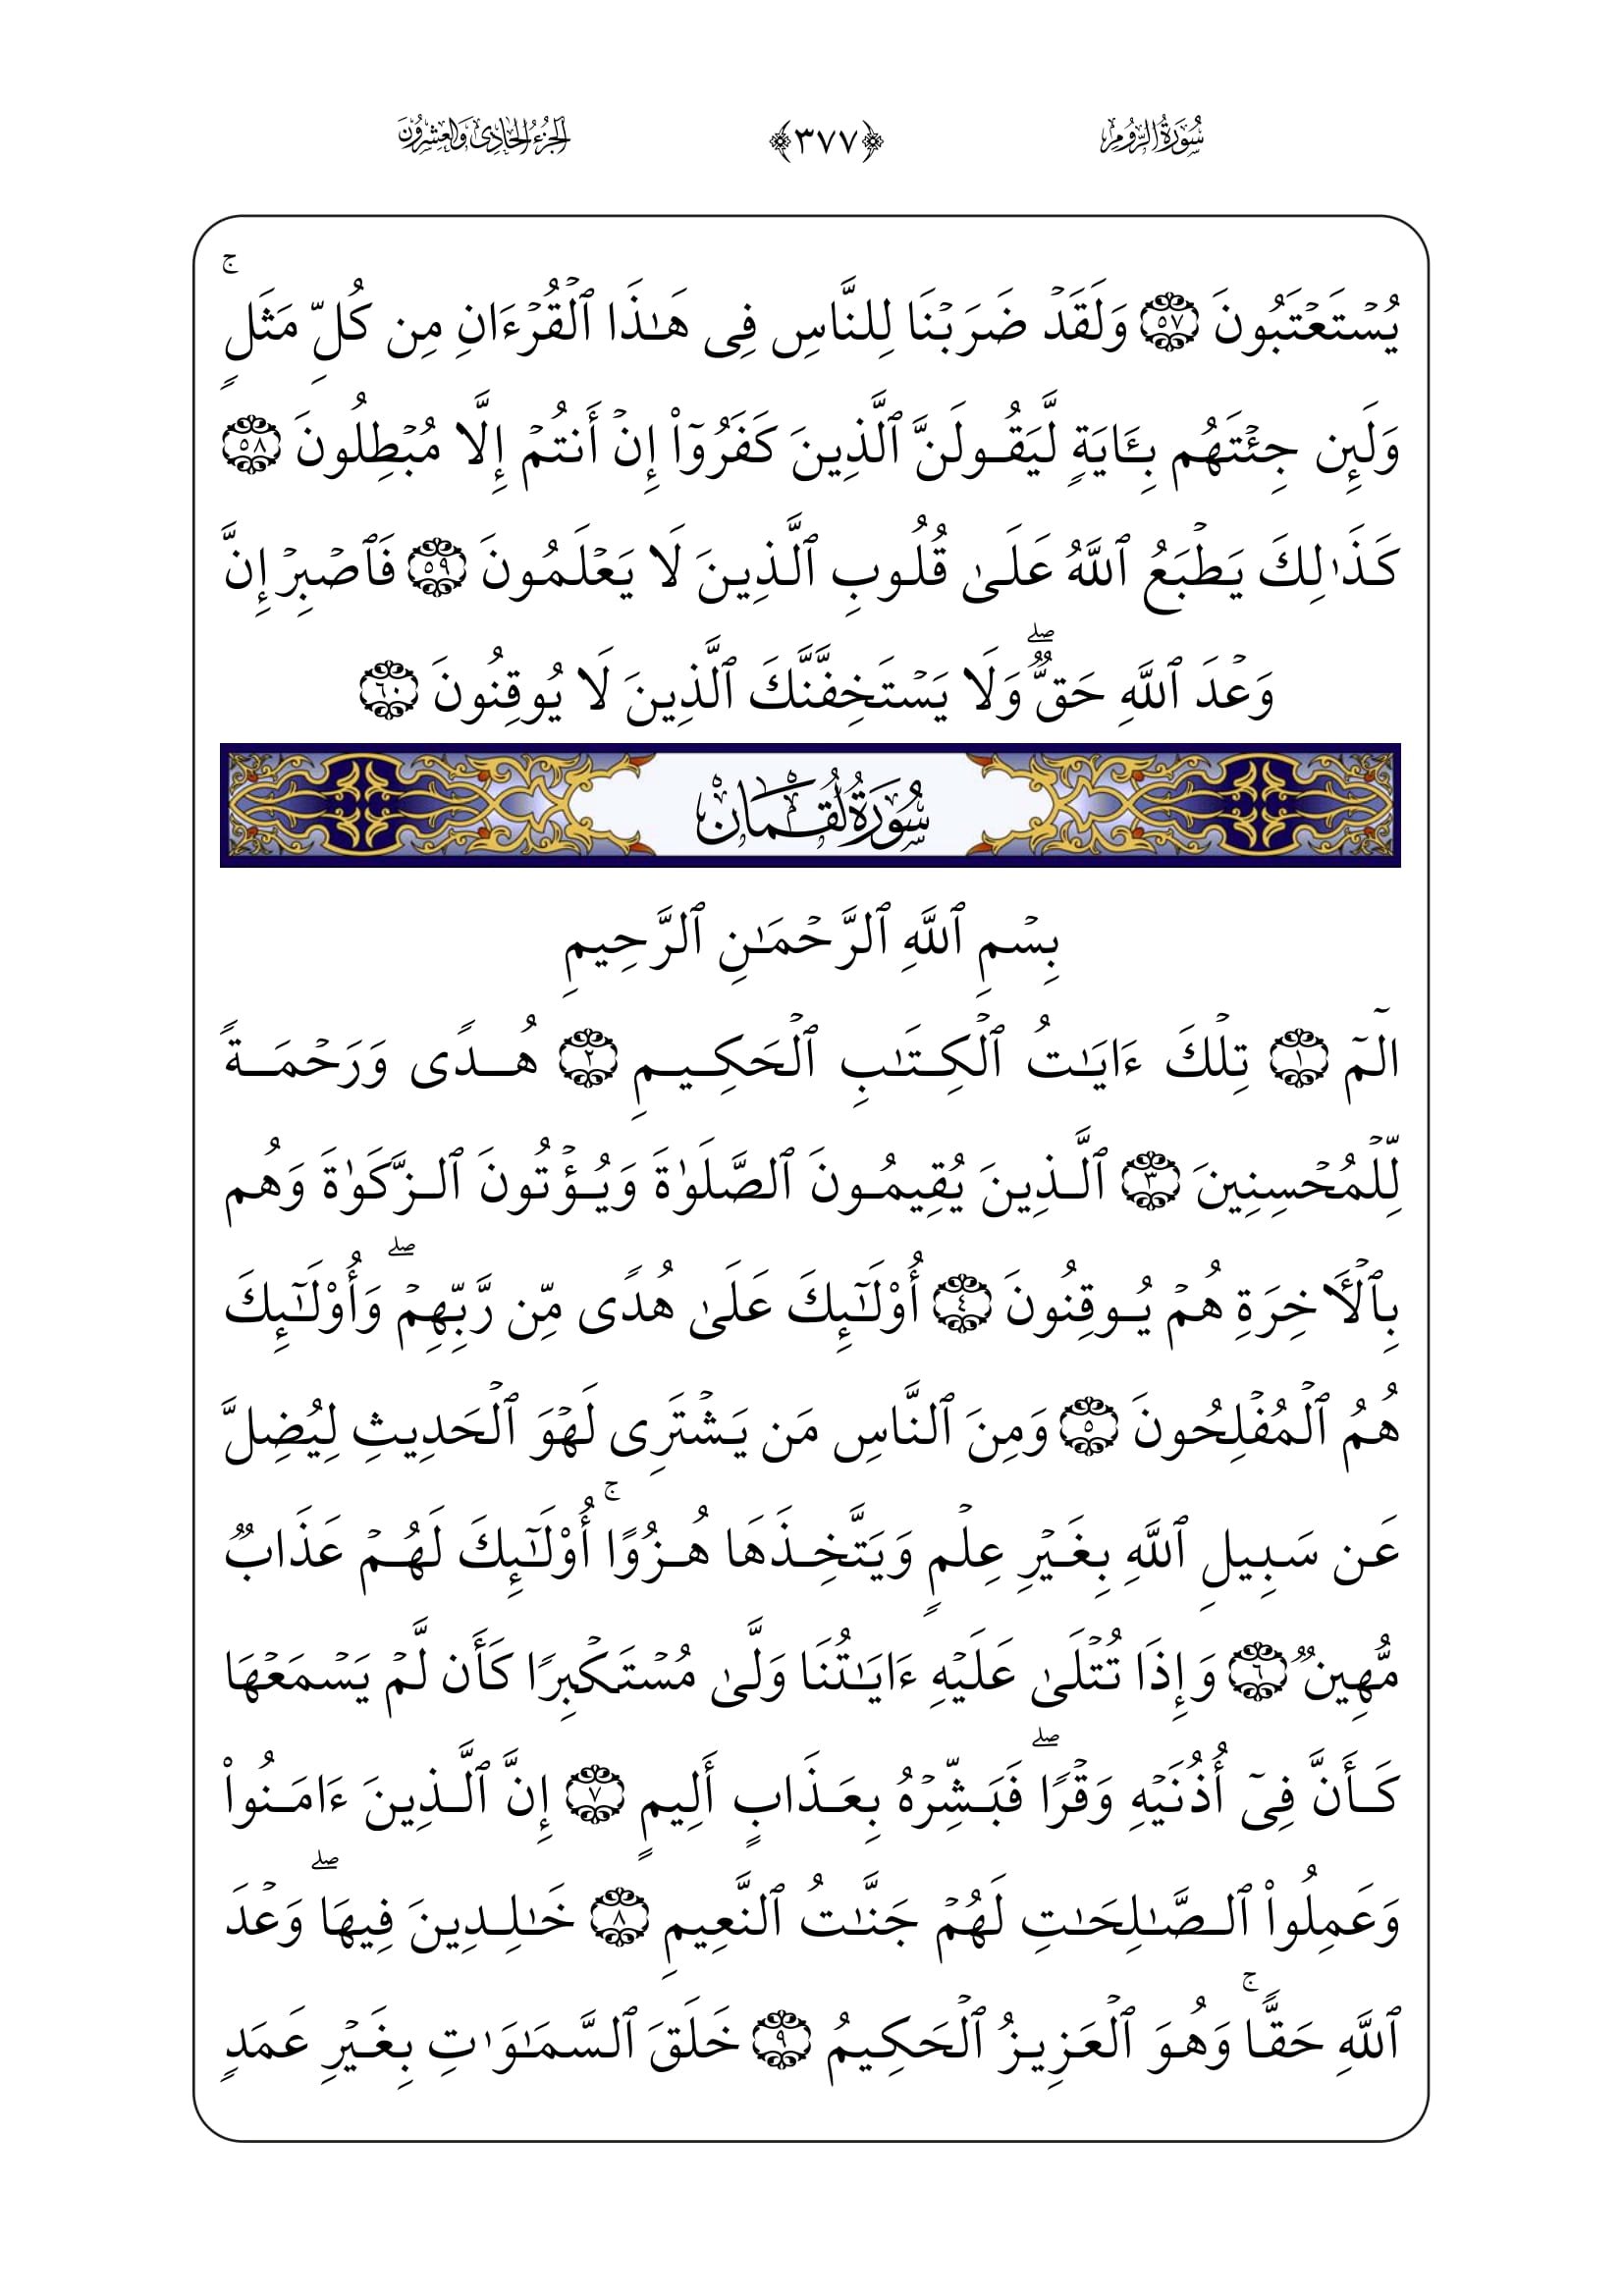 سُورَةُ الرُّومِ ﴿٣٧٧﴾ الجُزْءُ الحَادِى وَالعِشْرُونَ
يُسْتَعْتَبُونَ ٥٧ وَلَقَدْ ضَرَبْنَا لِلنَّاسِ فِى هَـٰذَا ٱلْقُرْءَانِ مِن كُلِّ مَثَلٍۚ
وَلَئِن جِئْتَهُم بِـَٔايَةٍ لَّيَقُولَنَّ ٱلَّذِينَ كَفَرُوٓا۟ إِنْ أَنتُمْ إِلَّا مُبْطِلُونَ ٥٨
كَذَٰلِكَ يَطْبَعُ ٱللَّهُ عَلَىٰ قُلُوبِ ٱلَّذِينَ لَا يَعْلَمُونَ ٥٩ فَٱصْبِرْ إِنَّ
وَعْدَ ٱللَّهِ حَقٌّۖ وَلَا يَسْتَخِفَّنَّكَ ٱلَّذِينَ لَا يُوقِنُونَ ٦٠
سُورَةُ لُقْمَانْ
بِسْمِ ٱللَّهِ ٱلرَّحْمَـٰنِ ٱلرَّحِيمِ
الٓمٓ ١ تِلْكَ ءَايَـٰتُ ٱلْكِتَـٰبِ ٱلْحَكِيمِ ٢ هُدًى وَرَحْمَةً
لِّلْمُحْسِنِينَ ٣ ٱلَّذِينَ يُقِيمُونَ ٱلصَّلَوٰةَ وَيُؤْتُونَ ٱلزَّكَوٰةَ وَهُم
بِٱلْـَٔاخِرَةِ هُمْ يُوقِنُونَ ٤ أُو۟لَـٰٓئِكَ عَلَىٰ هُدًى مِّن رَّبِّهِمْۖ وَأُو۟لَـٰٓئِكَ
هُمُ ٱلْمُفْلِحُونَ ٥ وَمِنَ ٱلنَّاسِ مَن يَشْتَرِى لَهْوَ ٱلْحَدِيثِ لِيُضِلَّ
عَن سَبِيلِ ٱللَّهِ بِغَيْرِ عِلْمٍ وَيَتَّخِذَهَا هُزُوًاۚ أُو۟لَـٰٓئِكَ لَهُمْ عَذَابٌ
مُّهِينٌ ٦ وَإِذَا تُتْلَىٰ عَلَيْهِ ءَايَـٰتُنَا وَلَّىٰ مُسْتَكْبِرًا كَأَن لَّمْ يَسْمَعْهَا
كَأَنَّ فِىٓ أُذُنَيْهِ وَقْرًاۖ فَبَشِّرْهُ بِعَذَابٍ أَلِيمٍ ٧ إِنَّ ٱلَّذِينَ ءَامَنُوا۟
وَعَمِلُوا۟ ٱلصَّـٰلِحَـٰتِ لَهُمْ جَنَّـٰتُ ٱلنَّعِيمِ ٨ خَـٰلِدِينَ فِيهَاۖ وَعْدَ
ٱللَّهِ حَقًّاۚ وَهُوَ ٱلْعَزِيزُ ٱلْحَكِيمُ ٩ خَلَقَ ٱلسَّمَـٰوَٰتِ بِغَيْرِ عَمَدٍ